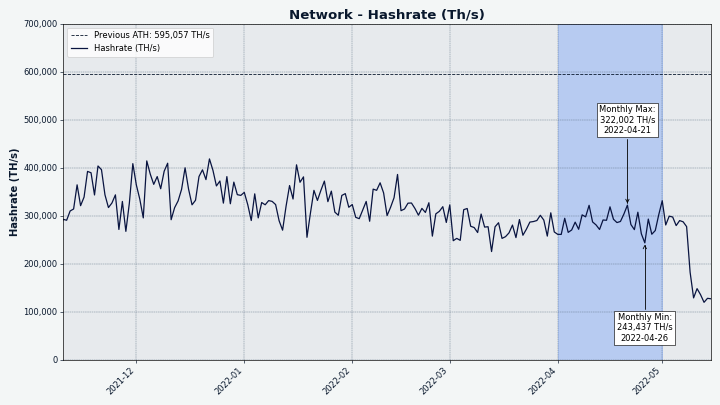 Network - Hashrate (Th/s)
Previous ATH: 595,057 TH/s
Hashrate (TH/s)
Hashrate (TH/s)
700,000
600,000
500,000
400,000
300,000
200,000
100,000
0
Monthly Max:
322,002 TH/s
2022-04-21
Monthly Min:
243,437 TH/s
2022-04-26
2021-12
2022-01
2022-02
2022-03
2022-04
2022-05